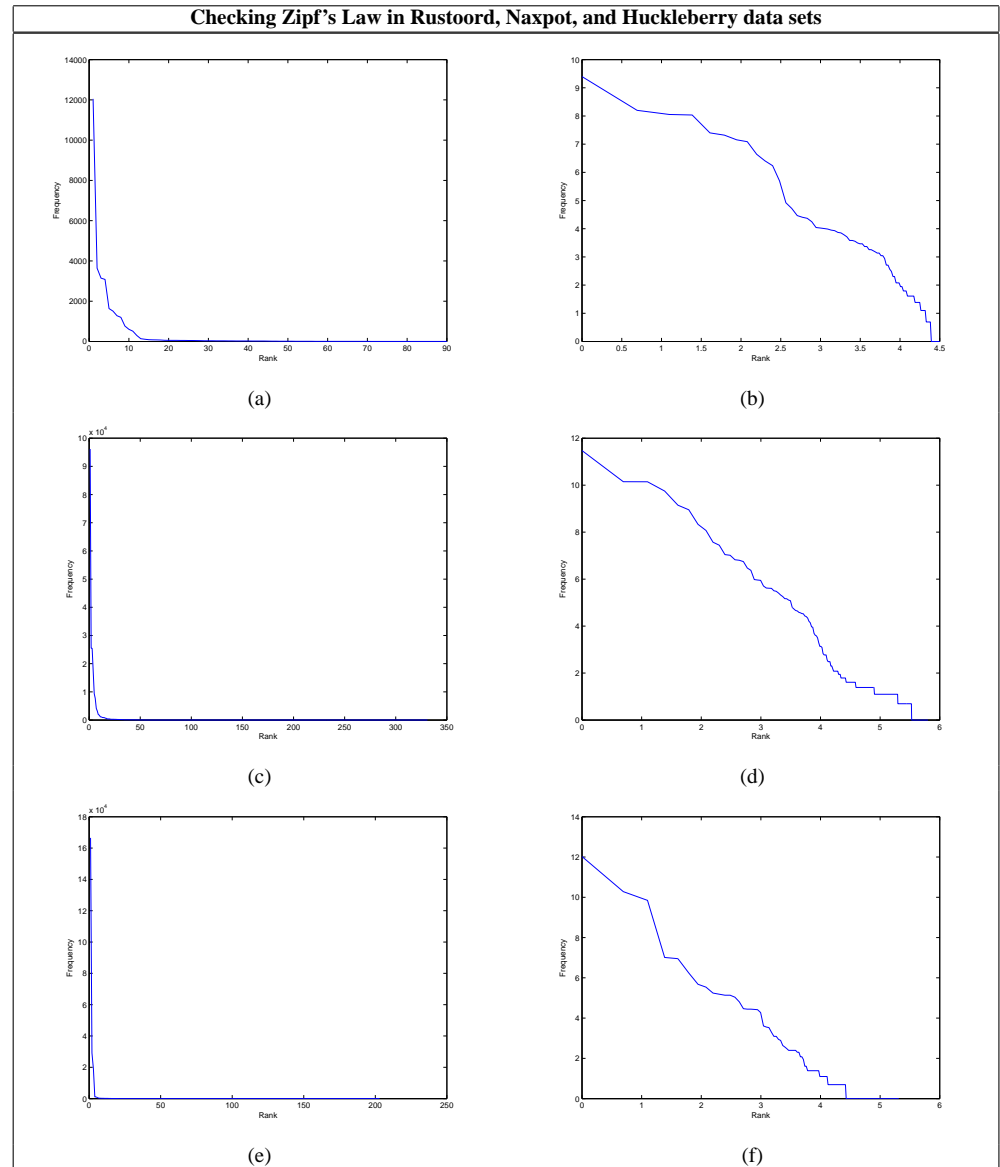 Checking Zipf's Law in Rustoord, Naxpot, and Huckleberry data sets
14000
12000
10000
8000
6000
4000
2000
0
Frequency
0 10 20 30 40 50 60 70 80 90
Rank
(a)
10
9
8
7
6
5
4
3
2
1
0
Frequency
0 0.5 1 1.5 2 2.5 3 3.5 4 4.5
Rank
(b)
x 10⁴
10
9
8
7
6
5
4
3
2
1
0
Frequency
0 50 100 150 200 250 300 350
Rank
(c)
12
10
8
6
4
2
0
Frequency
0 1 2 3 4 5 6
Rank
(d)
x 10⁴
18
16
14
12
10
8
6
4
2
0
Frequency
0 50 100 150 200 250
Rank
(e)
14
12
10
8
6
4
2
0
Frequency
0 1 2 3 4 5 6
Rank
(f)